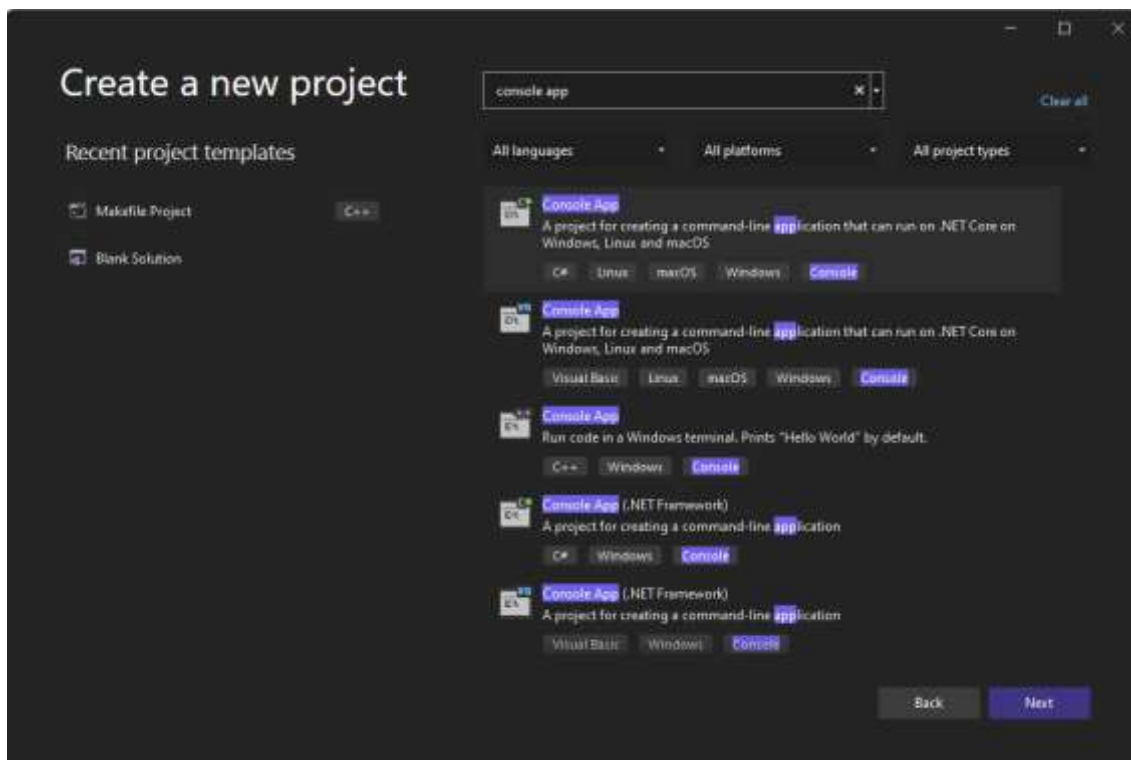 Create a new project
console app
Clear all
Recent project templates
All languages
All platforms
All project types
Makefile Project
C++
Blank Solution
Console App
A project for creating a command-line application that can run on .NET Core on
Windows, Linux and macOS
C# Linux macOS Windows Console
Console App
A project for creating a command-line application that can run on .NET Core on
Windows, Linux and macOS
Visual Basic Linux macOS Windows Console
Console App
Run code in a Windows terminal. Prints "Hello World" by default.
C++ Windows Console
Console App (.NET Framework)
A project for creating a command-line application
C# Windows Console
Console App (.NET Framework)
A project for creating a command-line application
Visual Basic Windows Console
Back
Next